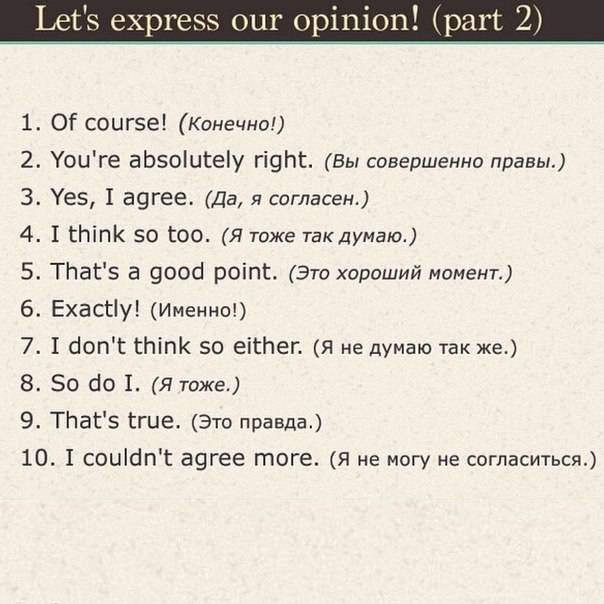 Let's express our opinion! (part 2)
1. Of course! (Конечно!)
2. You're absolutely right. (Вы совершенно правы.)
3. Yes, I agree. (Да, я согласен.)
4. I think so too. (Я тоже так думаю.)
5. That's a good point. (Это хороший момент.)
6. Exactly! (Именно!)
7. I don't think so either. (Я не думаю так же.)
8. So do I. (Я тоже.)
9. That's true. (Это правда.)
10. I couldn't agree more. (Я не могу не согласиться.)